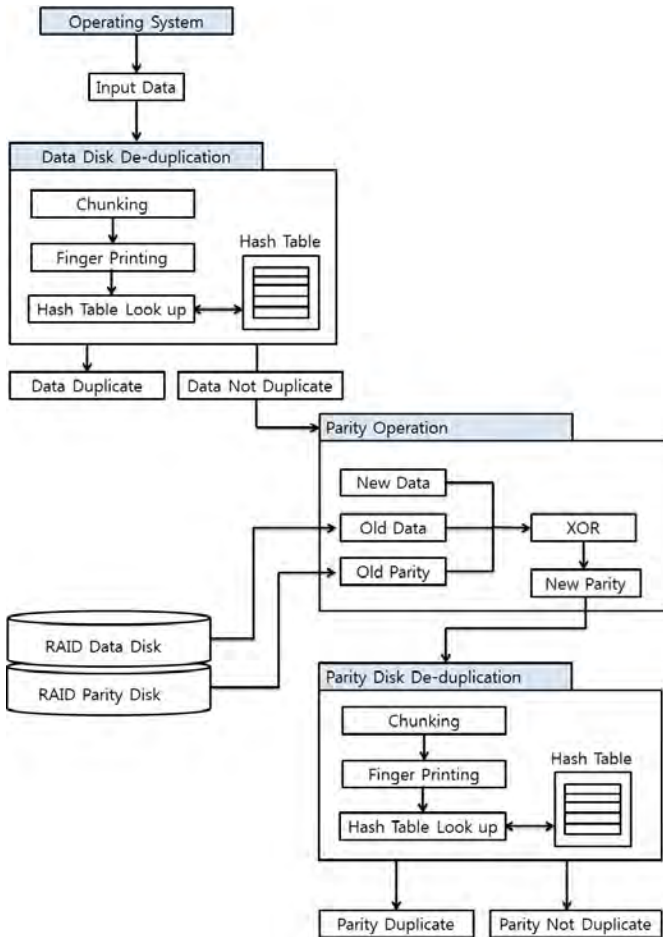 Operating System
Input Data
Data Disk De-duplication
Chunking
Finger Printing
Hash Table Look up
Hash Table
Data Duplicate
Data Not Duplicate
Parity Operation
New Data
Old Data
Old Parity
XOR
New Parity
RAID Data Disk
RAID Parity Disk
Parity Disk De-duplication
Chunking
Finger Printing
Hash Table Look up
Hash Table
Parity Duplicate
Parity Not Duplicate